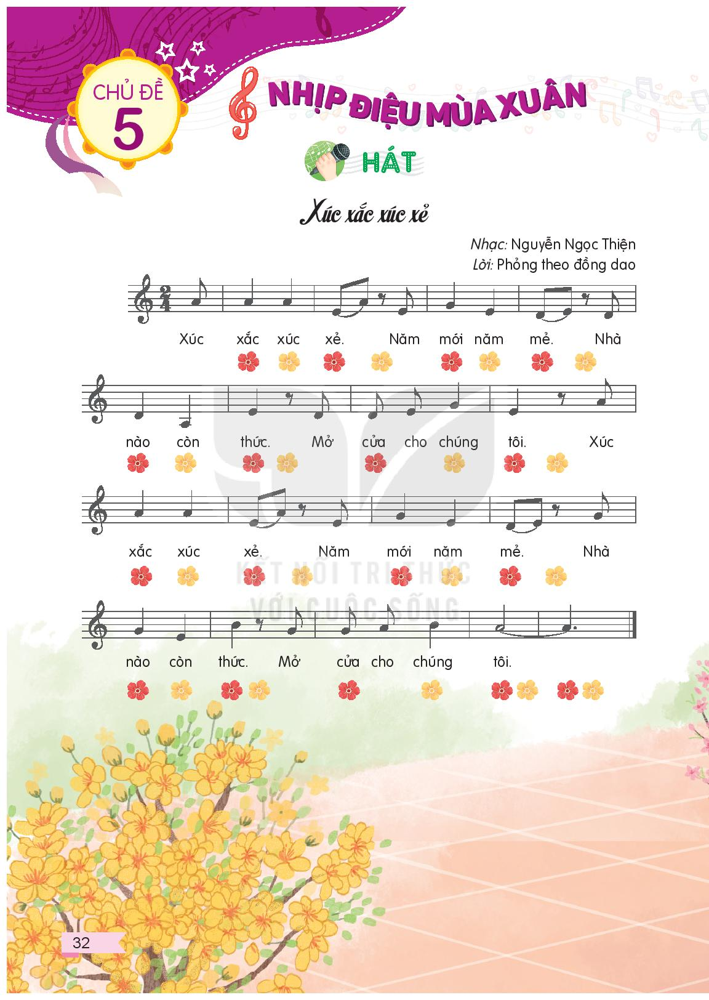 CHỦ ĐỀ
5
NHỊP ĐIỆU MÙA XUÂN
HÁT
Xúc xắc xúc xẻ
Nhạc: Nguyễn Ngọc Thiện
Lời: Phỏng theo đồng dao
2
4
Xúc xắc xúc xẻ. Năm mới năm mẻ. Nhà
nào còn thức. Mở cửa cho chúng tôi. Xúc
xắc xúc xẻ. Năm mới năm mẻ. Nhà
KẾT NỐI TRI THỨC
VỚI CUỘC SỐNG
nào còn thức. Mở cửa cho chúng tôi.
32